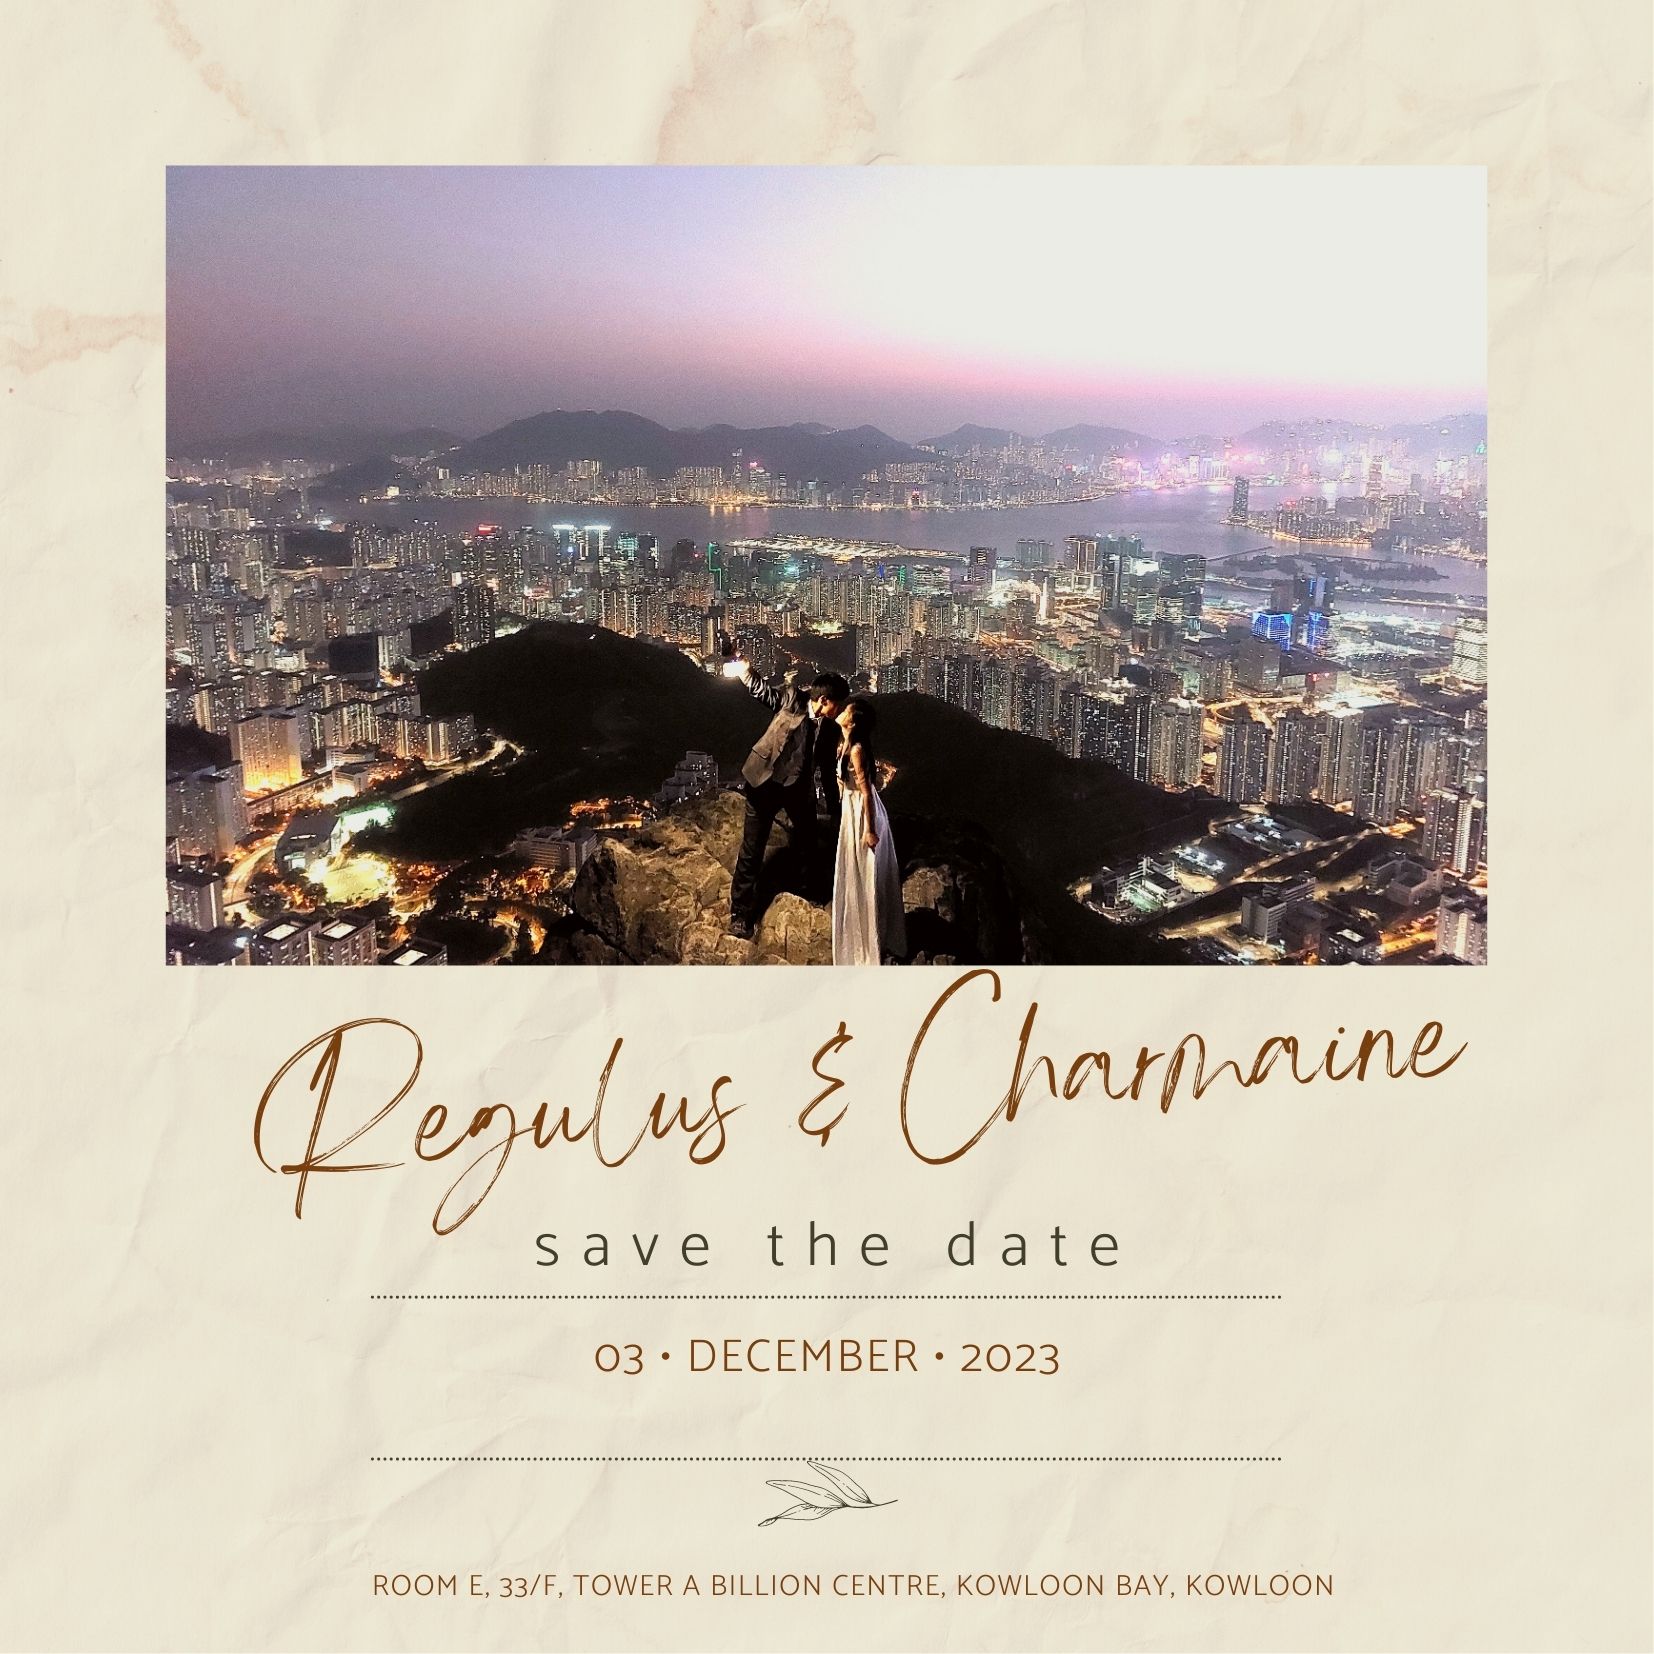 Regulus & Charmaine
save the date
03 • DECEMBER • 2023
ROOM E, 33/F, TOWER A BILLION CENTRE, KOWLOON BAY, KOWLOON